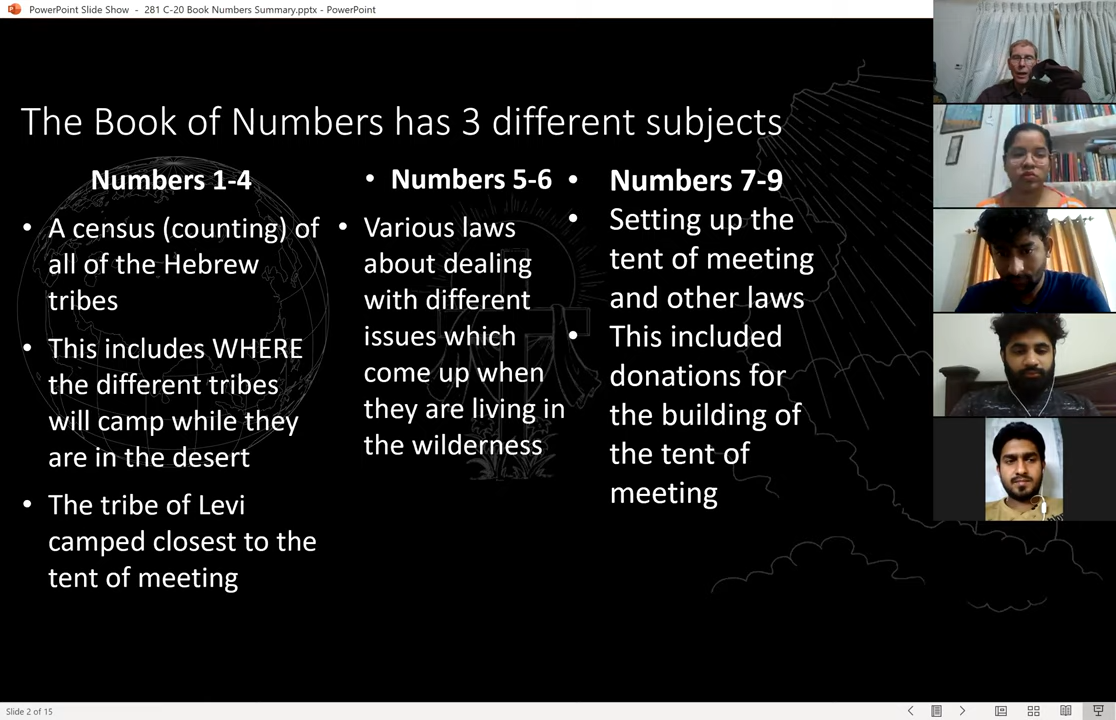 PowerPoint Slide Show - 281 C-20 Book Numbers Summary.pptx - PowerPoint
The Book of Numbers has 3 different subjects
Numbers 1-4
• A census (counting) of
all of the Hebrew
tribes
• This includes WHERE
the different tribes
will camp while they
are in the desert
• The tribe of Levi
camped closest to the
tent of meeting
• Numbers 5-6
• Various laws
about dealing
with different
issues which
come up when
they are living in
the wilderness
• Numbers 7-9
• Setting up the
tent of meeting
and other laws
• This included
donations for
the building of
the tent of
meeting
Slide 2 of 15